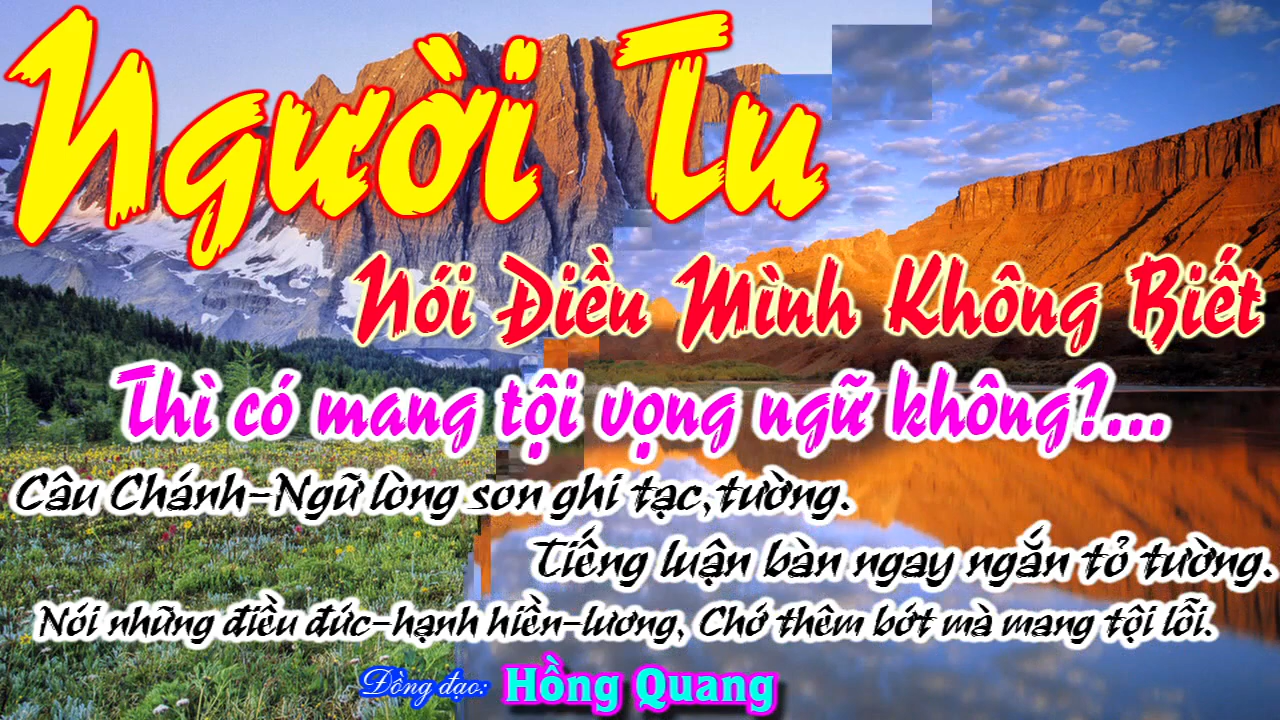 Người Tu
Nói Điều Mình Không Biết
Thì có mang tội vọng ngữ không?...
Câu Chánh-Ngữ lòng son ghi tạc,tường.
Tiếng luận bàn ngay ngắn tỏ tường.
Nói những điều đức-hạnh hiền-lương, Chớ thêm bớt mà mang tội lỗi.
Đồng đạo: Hồng Quang